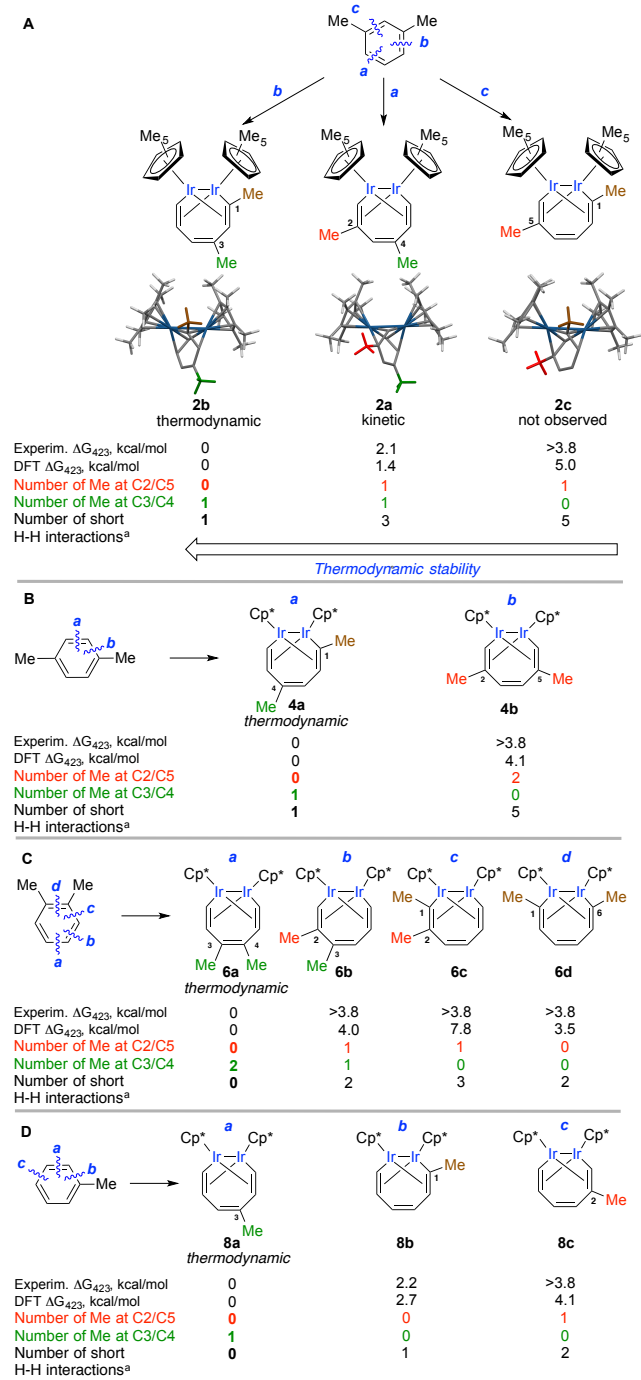 A
c
Me Me
b
a
b a c
Me5 Me5 Me5 Me5 Me5 Me5
Ir Ir Ir Ir Ir Ir
Me Me
1 2 1
3 Me 4 5
Me Me Me
2b 2a 2c
thermodynamic kinetic not observed
Experim. ΔG423, kcal/mol 0 2.1 >3.8
DFT ΔG423, kcal/mol 0 1.4 5.0
Number of Me at C2/C5 0 1 1
Number of Me at C3/C4 1 1 0
Number of short 1 3 5
H-H interactionsa
Thermodynamic stability
B
a b
a Cp* Cp* Cp* Cp*
b Ir Ir Ir Ir
Me Me Me
1
4 2 5
Me Me Me
4a 4b
thermodynamic
Experim. ΔG423, kcal/mol 0 >3.8
DFT ΔG423, kcal/mol 0 4.1
Number of Me at C2/C5 0 2
Number of Me at C3/C4 1 0
Number of short 1 5
H-H interactionsa
C
a b c d
Me d Me Cp* Cp* Cp* Cp* Cp* Cp* Cp* Cp*
c Ir Ir Ir Ir Ir Ir Ir Ir
Me Me Me
b 1 1 6
a 3 4 Me 2 Me 2
Me Me 3
Me
6a 6b 6c 6d
thermodynamic
Experim. ΔG423, kcal/mol 0 >3.8 >3.8 >3.8
DFT ΔG423, kcal/mol 0 4.0 7.8 3.5
Number of Me at C2/C5 0 1 1 0
Number of Me at C3/C4 2 1 0 0
Number of short 0 2 3 2
H-H interactionsa
D
a b c
a Cp* Cp* Cp* Cp* Cp* Cp*
c b Ir Ir Ir Ir Ir Ir
Me Me
1
3 2 Me
Me
8a 8b 8c
thermodynamic
Experim. ΔG423, kcal/mol 0 2.2 >3.8
DFT ΔG423, kcal/mol 0 2.7 4.1
Number of Me at C2/C5 0 0 1
Number of Me at C3/C4 1 0 0
Number of short 0 1 2
H-H interactionsa